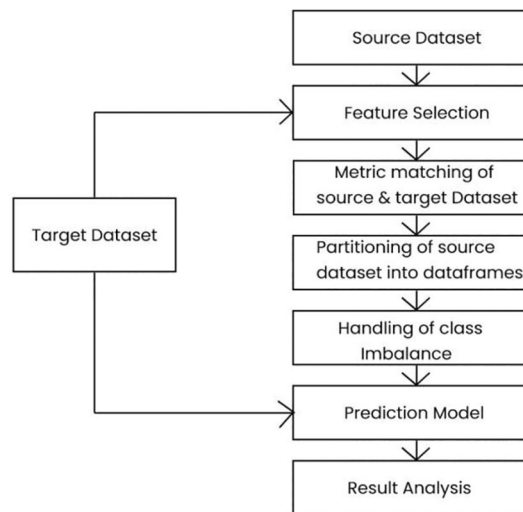 Source Dataset
Feature Selection
Metric matching of
source & target Dataset
Target Dataset
Partitioning of source
dataset into dataframes
Handling of class
Imbalance
Prediction Model
Result Analysis